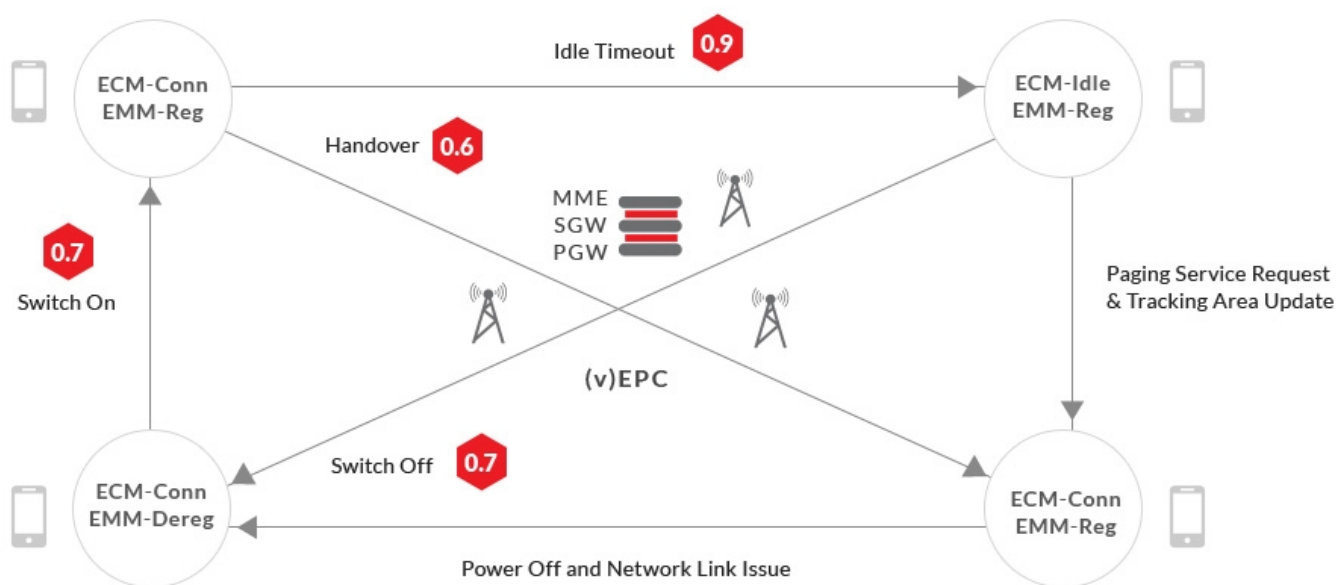 Idle Timeout 0.9
ECM-Conn
EMM-Reg
ECM-Idle
EMM-Reg
Handover 0.6
MME
SGW
PGW
0.7
Switch On
Paging Service Request
& Tracking Area Update
(v)EPC
Switch Off 0.7
ECM-Conn
EMM-Dereg
ECM-Conn
EMM-Reg
Power Off and Network Link Issue